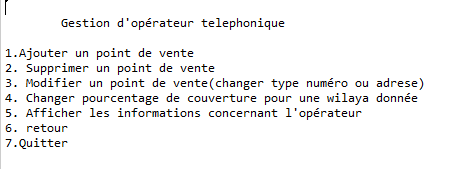 Gestion d'opérateur telephonique
1.Ajouter un point de vente
2. Supprimer un point de vente
3. Modifier un point de vente(changer type numéro ou adrese)
4. Changer pourcentage de couverture pour une wilaya donnée
5. Afficher les informations concernant l'opérateur
6. retour
7.Quitter